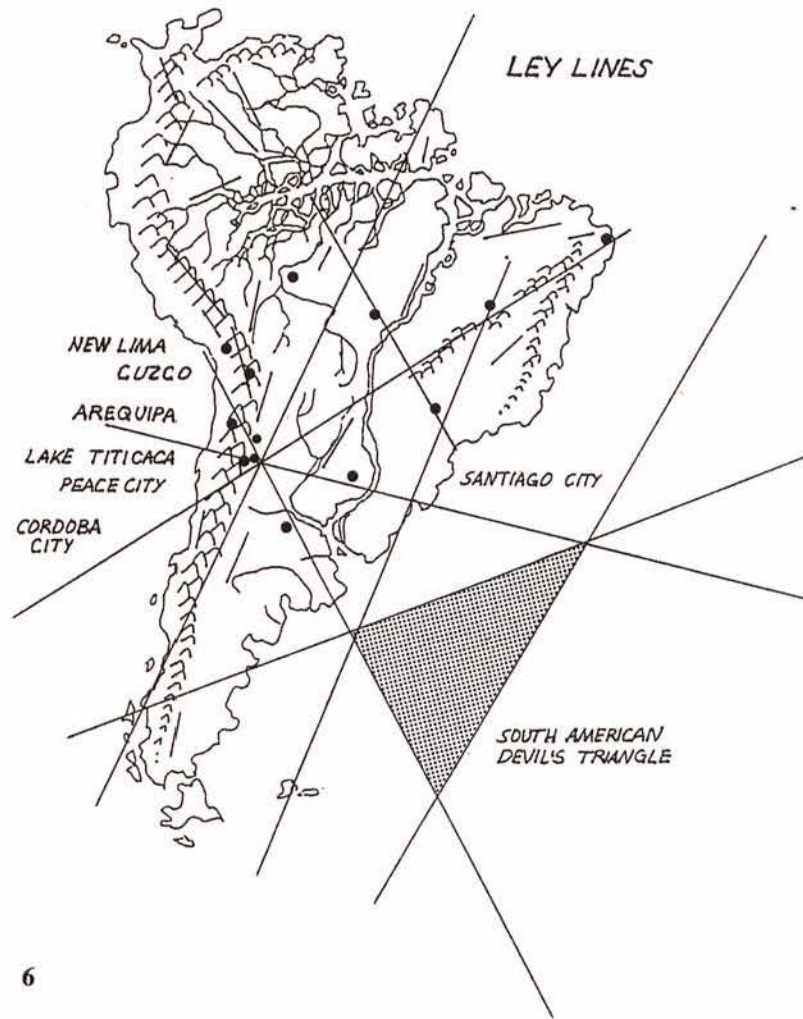 LEY LINES
NEW LIMA
CUZCO
AREQUIPA
LAKE TITICACA
PEACE CITY
CORDOBA
CITY
SANTIAGO CITY
SOUTH AMERICAN
DEVIL'S TRIANGLE
6